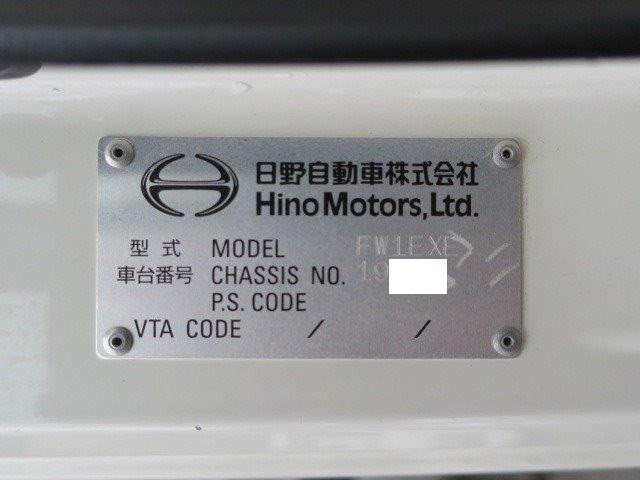 日野自動車株式会社
Hino Motors, Ltd.
型式 MODEL FW1EXE
車台番号 CHASSIS NO. 19
P.S. CODE
VTA CODE / /